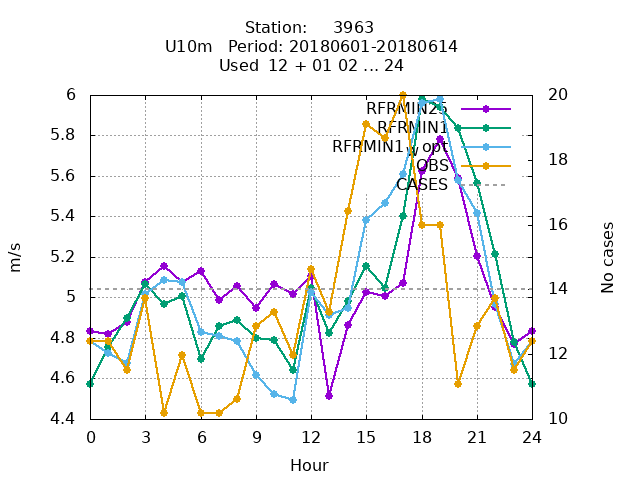 Station: 3963
U10m Period: 20180601-20180614
Used 12 + 01 02 ... 24
6
5.8
5.6
5.4
5.2
5
4.8
4.6
4.4
m/s
20
18
16
14
12
10
No cases
RFRMIN25
RFRMIN1
RFRMIN1w opt
OBS
CASES
0 3 6 9 12 15 18 21 24
Hour